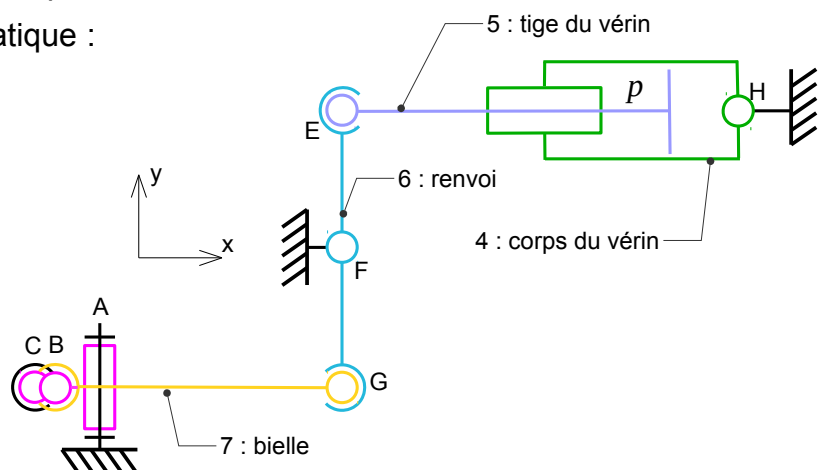 atique :
5 : tige du vérin
p
H
E
6 : renvoi
y
x
4 : corps du vérin
F
A
C B
G
7 : bielle